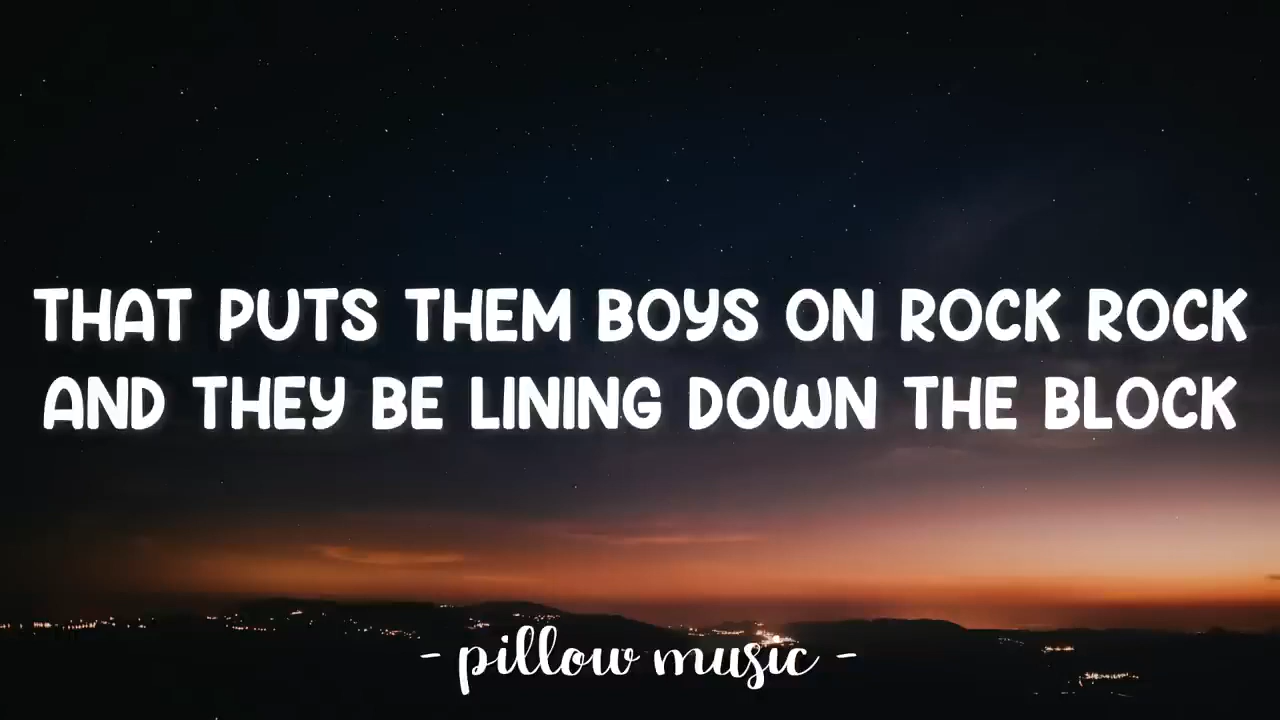 THAT PUTS THEM BOYS ON ROCK ROCK
AND THEY BE LINING DOWN THE BLOCK
- pillow music -